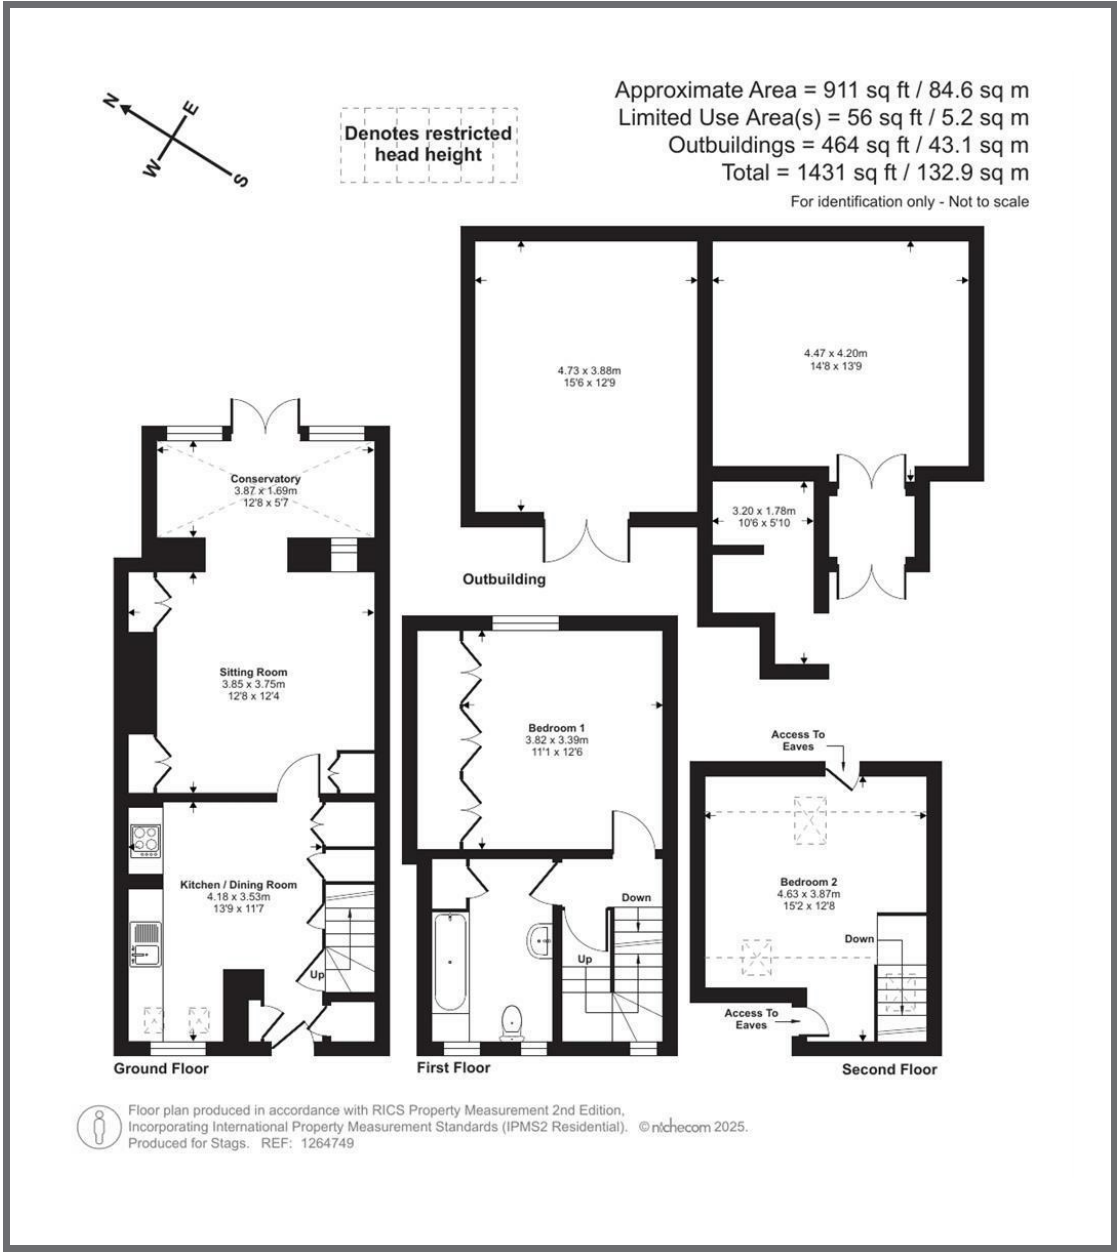 N
E
W
S
Denotes restricted
head height
Approximate Area = 911 sq ft / 84.6 sq m
Limited Use Area(s) = 56 sq ft / 5.2 sq m
Outbuildings = 464 sq ft / 43.1 sq m
Total = 1431 sq ft / 132.9 sq m
For identification only - Not to scale
4.73 x 3.88m
15'6 x 12'9
4.47 x 4.20m
14'8 x 13'9
3.20 x 1.78m
10'6 x 5'10
Outbuilding
Conservatory
3.87 x 1.69m
12'8 x 5'7
Sitting Room
3.85 x 3.75m
12'8 x 12'4
Kitchen / Dining Room
4.18 x 3.53m
13'9 x 11'7
Up
Ground Floor
Bedroom 1
3.82 x 3.39m
11'1 x 12'6
Down
Up
First Floor
Access To
Eaves
Bedroom 2
4.63 x 3.87m
15'2 x 12'8
Down
Access To
Eaves
Second Floor
Floor plan produced in accordance with RICS Property Measurement 2nd Edition,
Incorporating International Property Measurement Standards (IPMS2 Residential). © nichecom 2025.
Produced for Stags. REF: 1264749